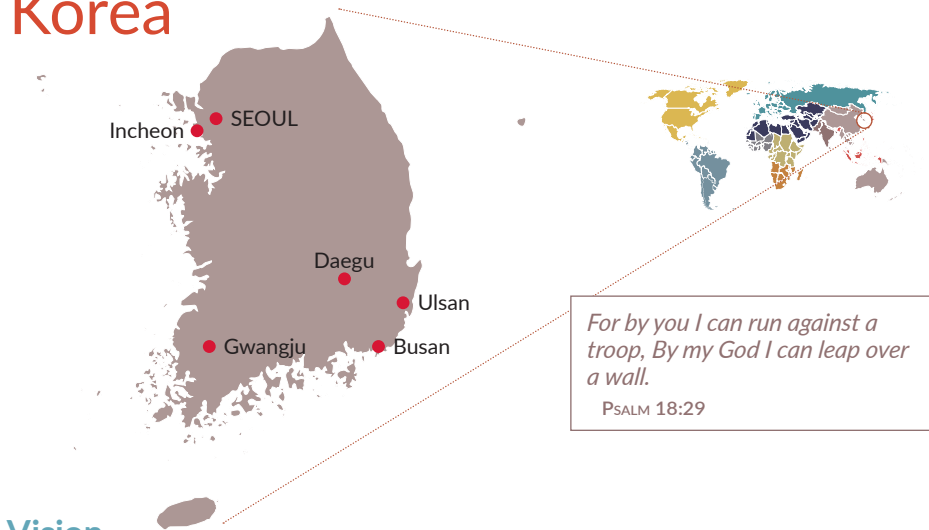 Korea
SEOUL
Incheon
Daegu
Ulsan
Gwangju
Busan
For by you I can run against a
troop, By my God I can leap over
a wall.
Psalm 18:29
Vision